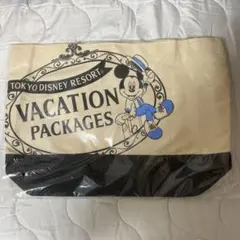 TOKYO DISNEY RESORT
VACATION
PACKAGES